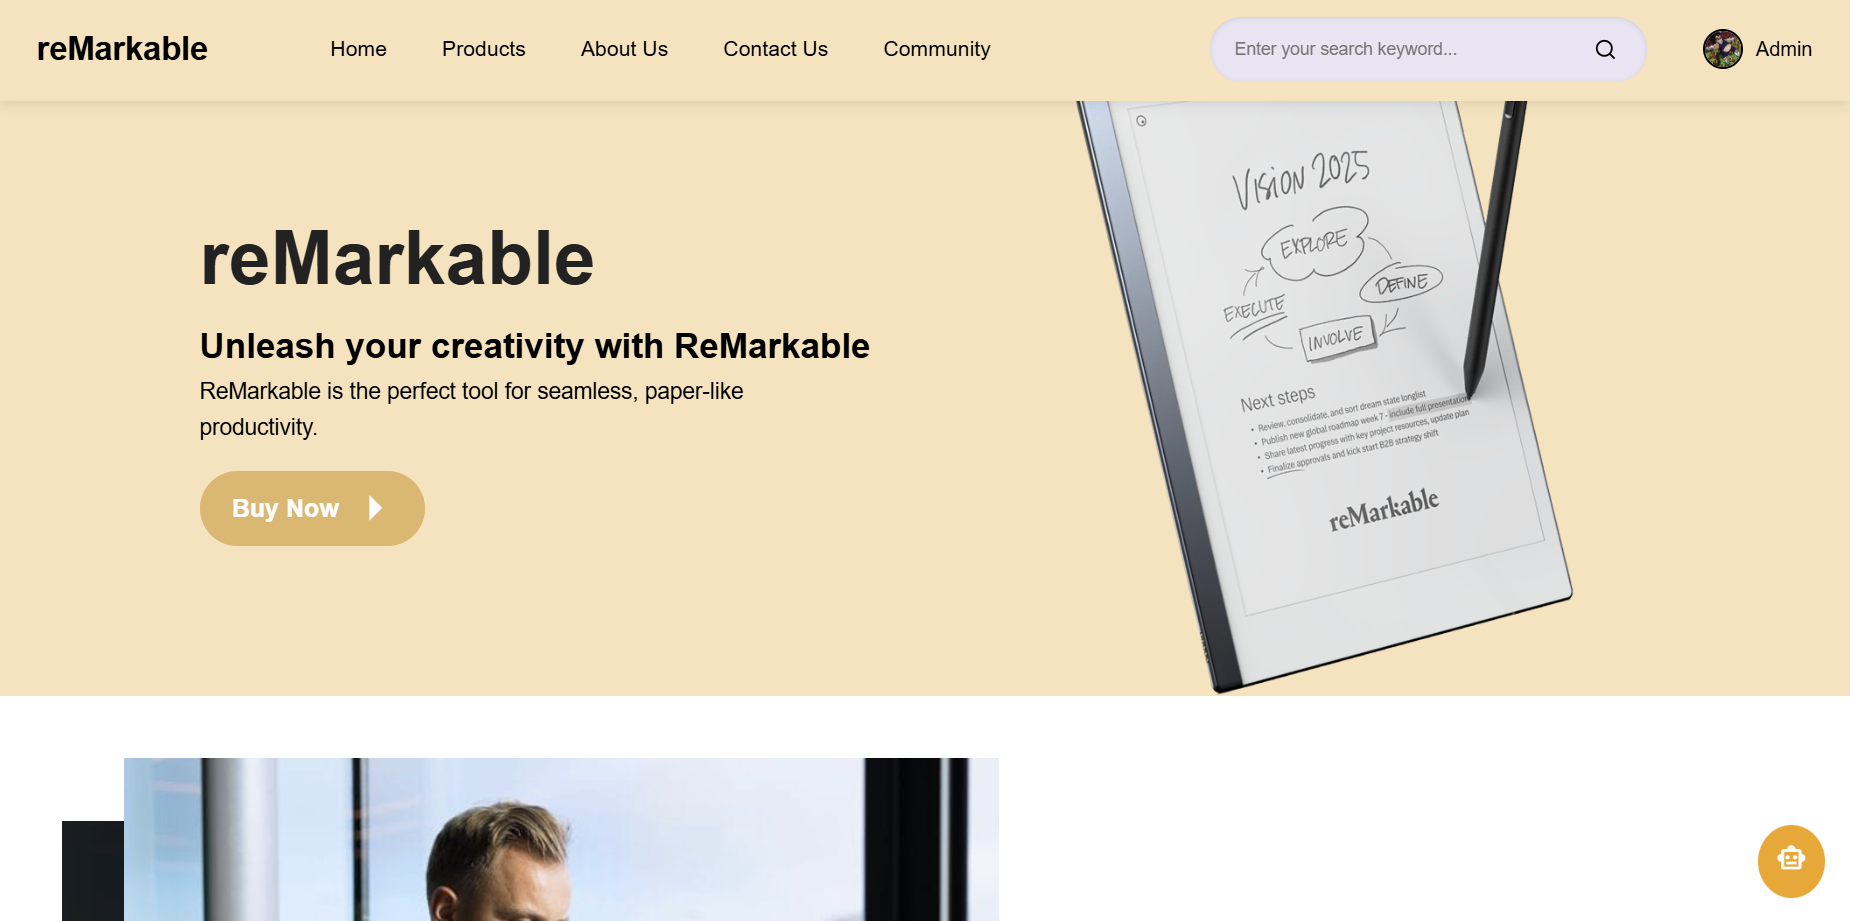 reMarkable
Home
Products
About Us
Contact Us
Community
Enter your search keyword...
Admin
reMarkable
Unleash your creativity with ReMarkable
ReMarkable is the perfect tool for seamless, paper-like
productivity.
Buy Now
VISION 2025
EXPLORE
DEFINE
EXECUTE
INVOLVE
Next steps
• Review, consolidate, and sort dream state longlist
• Publish new global roadmap week 7 - include full presentation
• Share latest progress with key project resources, update plan
• Finalize approvals and kick start B2B strategy shift
reMarkable